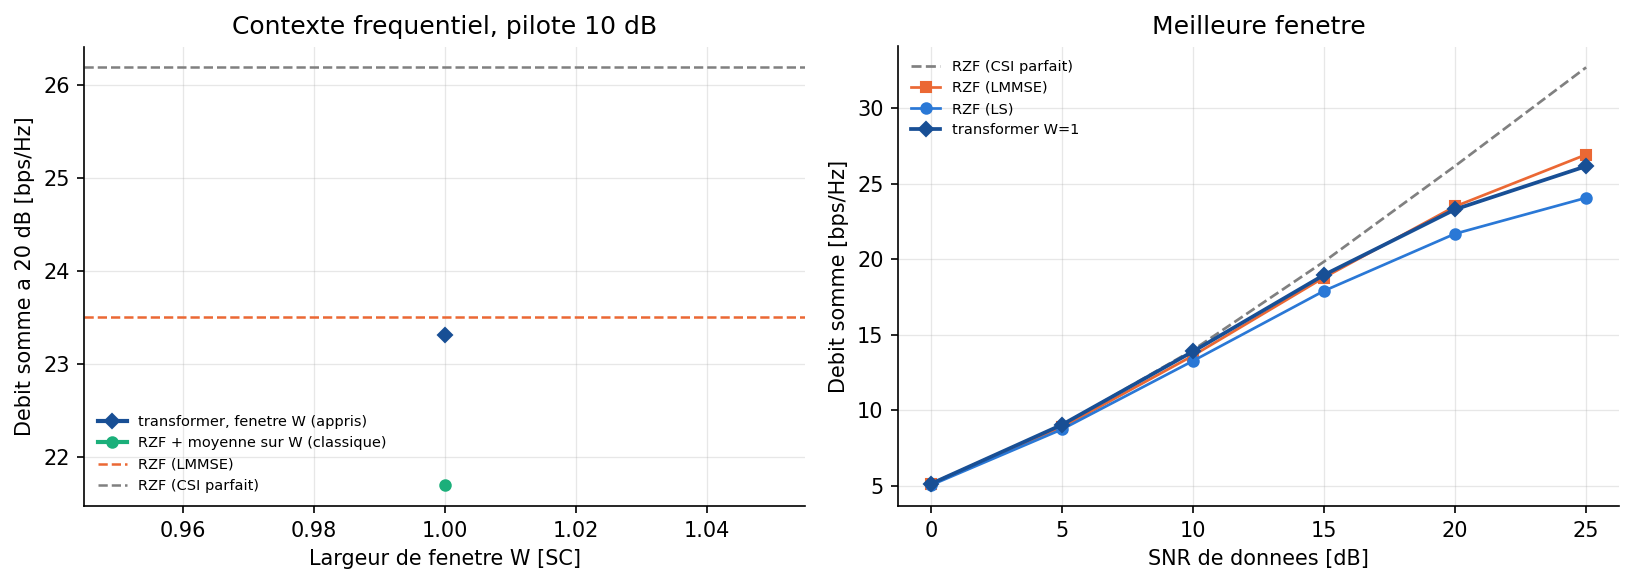 Contexte frequentiel, pilote 10 dB
Debit somme a 20 dB [bps/Hz]
26
25
24
23
22
transformer, fenetre W (appris)
RZF + moyenne sur W (classique)
RZF (LMMSE)
RZF (CSI parfait)
0.96 0.98 1.00 1.02 1.04
Largeur de fenetre W [SC]
Meilleure fenetre
Debit somme [bps/Hz]
30
25
20
15
10
5
RZF (CSI parfait)
RZF (LMMSE)
RZF (LS)
transformer W=1
0 5 10 15 20 25
SNR de donnees [dB]